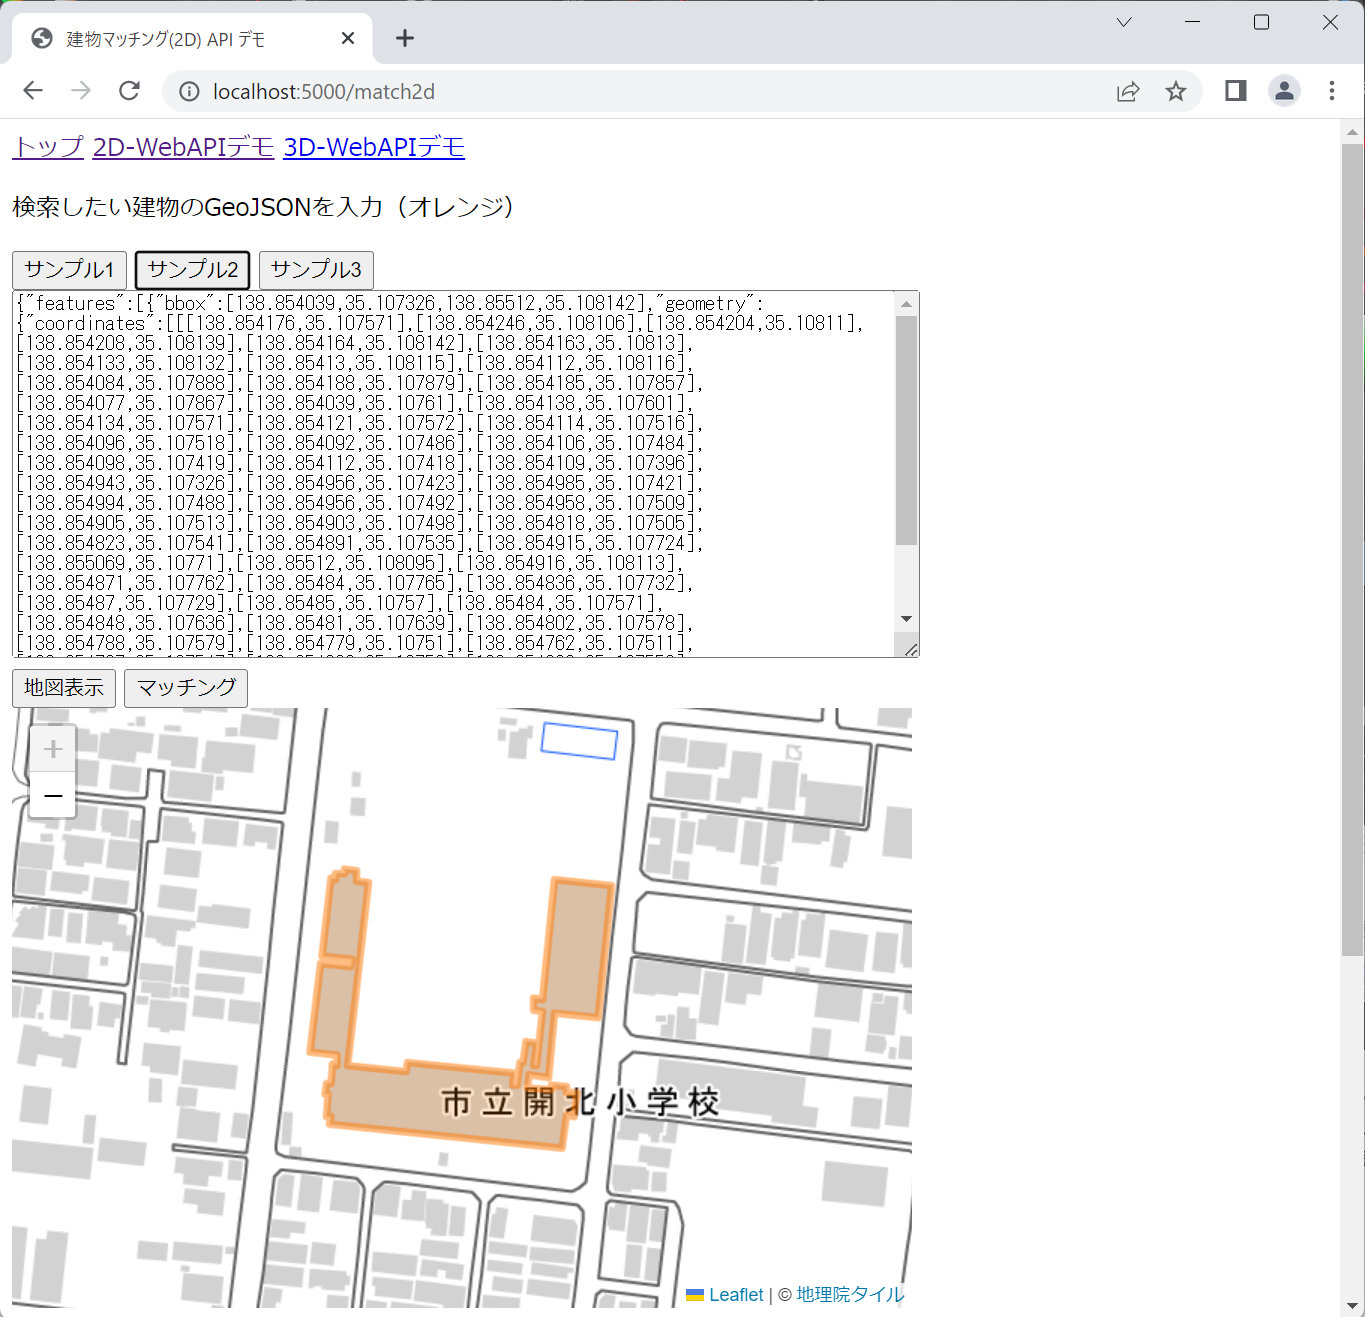 建物マッチング(2D) API デモ
localhost:5000/match2d
トップ 2D-WebAPIデモ 3D-WebAPIデモ
検索したい建物のGeoJSONを入力（オレンジ）
サンプル1 サンプル2 サンプル3
{"features":[{"bbox":[138.854039,35.107326,138.85512,35.108142],"geometry":
{"coordinates":[[[138.854176,35.107571],[138.854246,35.108106],[138.854204,35.10811],
[138.854208,35.108139],[138.854164,35.108142],[138.854163,35.10813],
[138.854133,35.108132],[138.85413,35.108115],[138.854112,35.108116],
[138.854084,35.107888],[138.854188,35.107879],[138.854185,35.107857],
[138.854077,35.107867],[138.854039,35.10761],[138.854138,35.107601],
[138.854134,35.107571],[138.854121,35.107572],[138.854114,35.107516],
[138.854096,35.107518],[138.854092,35.107486],[138.854106,35.107484],
[138.854098,35.107419],[138.854112,35.107418],[138.854109,35.107396],
[138.854943,35.107326],[138.854956,35.107423],[138.854985,35.107421],
[138.854994,35.107488],[138.854956,35.107492],[138.854958,35.107509],
[138.854905,35.107513],[138.854903,35.107498],[138.854818,35.107505],
[138.854823,35.107541],[138.854891,35.107535],[138.854915,35.107724],
[138.855069,35.10771],[138.85512,35.108095],[138.854916,35.108113],
[138.854871,35.107762],[138.85484,35.107765],[138.854836,35.107732],
[138.85487,35.107729],[138.85485,35.10757],[138.85484,35.107571],
[138.854848,35.107636],[138.85481,35.107639],[138.854802,35.107578],
[138.854788,35.107579],[138.854779,35.10751],[138.854762,35.107511],
地図表示 マッチング
+
−
市立開北小学校
Leaflet | © 地理院タイル